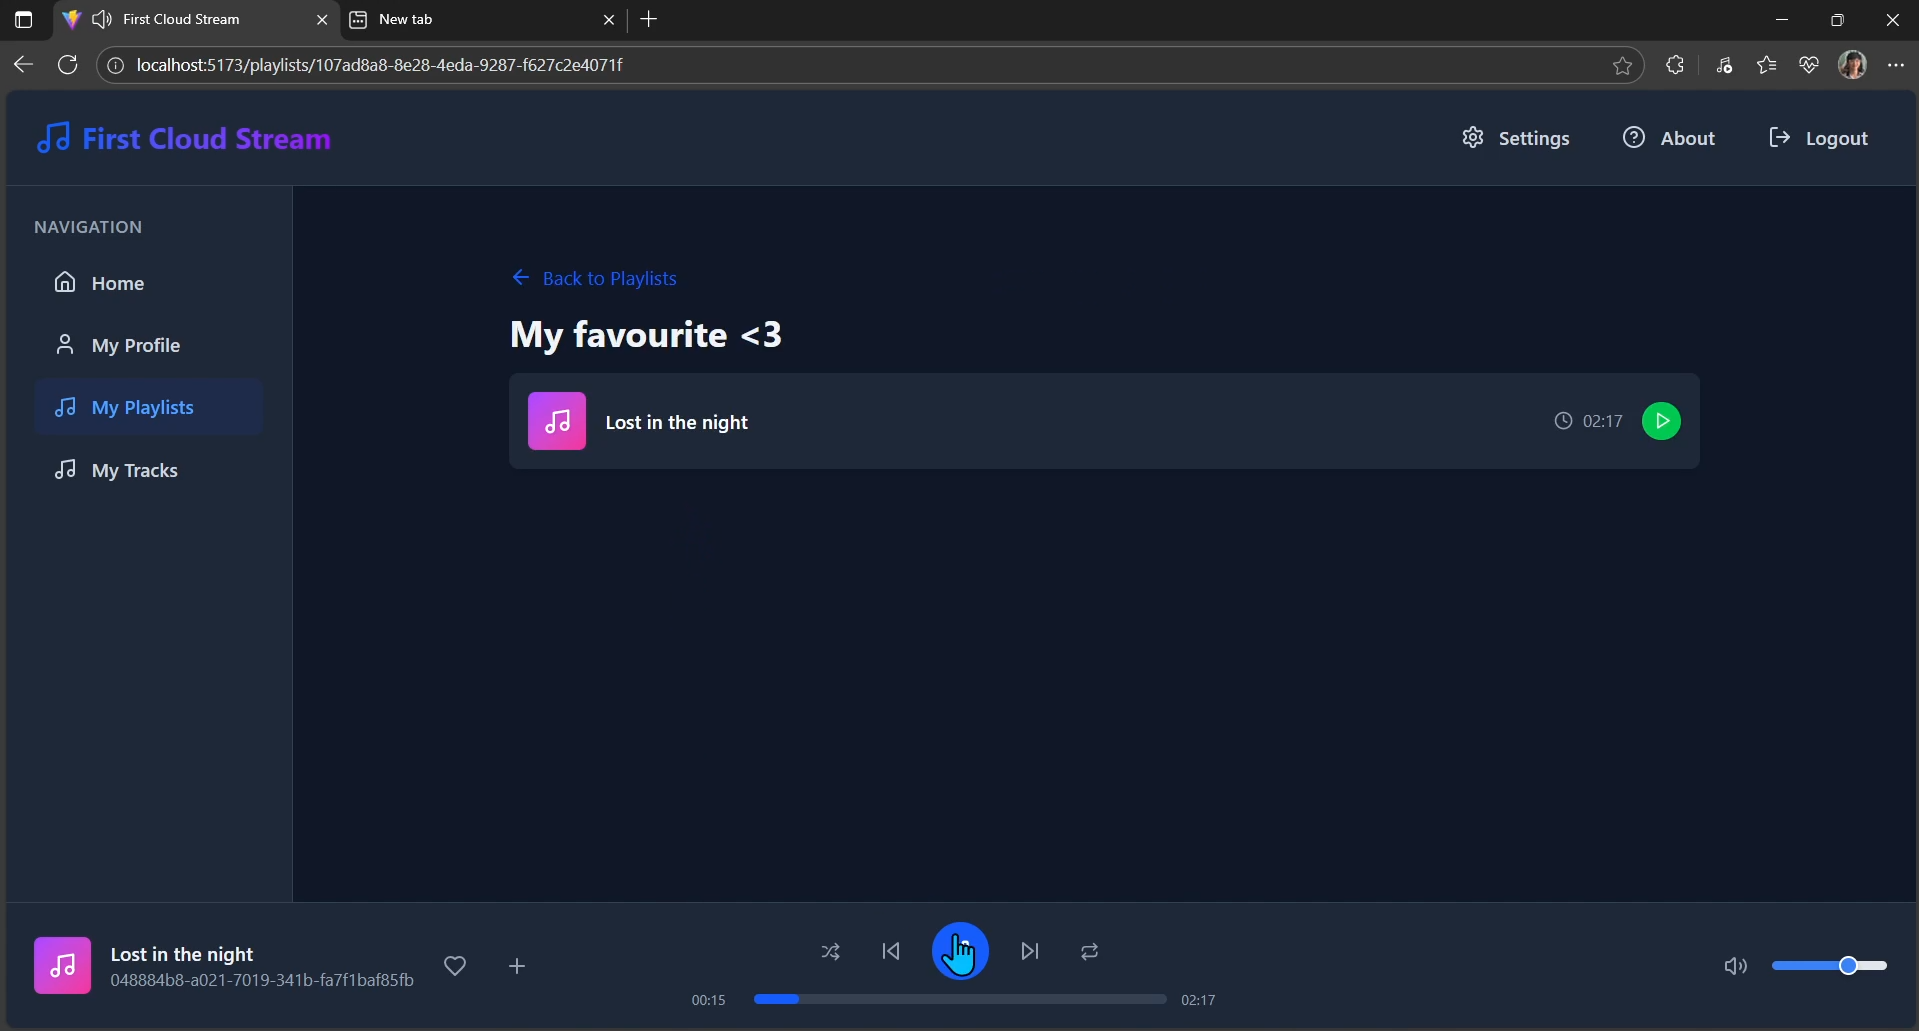 First Cloud Stream
New tab
localhost:5173/playlists/107ad8a8-8e28-4eda-9287-f627c2e4071f
First Cloud Stream
Settings
About
Logout
NAVIGATION
Home
My Profile
My Playlists
My Tracks
Back to Playlists
My favourite <3
Lost in the night
02:17
Lost in the night
048884b8-a021-7019-341b-fa7f1baf85fb
00:15
02:17